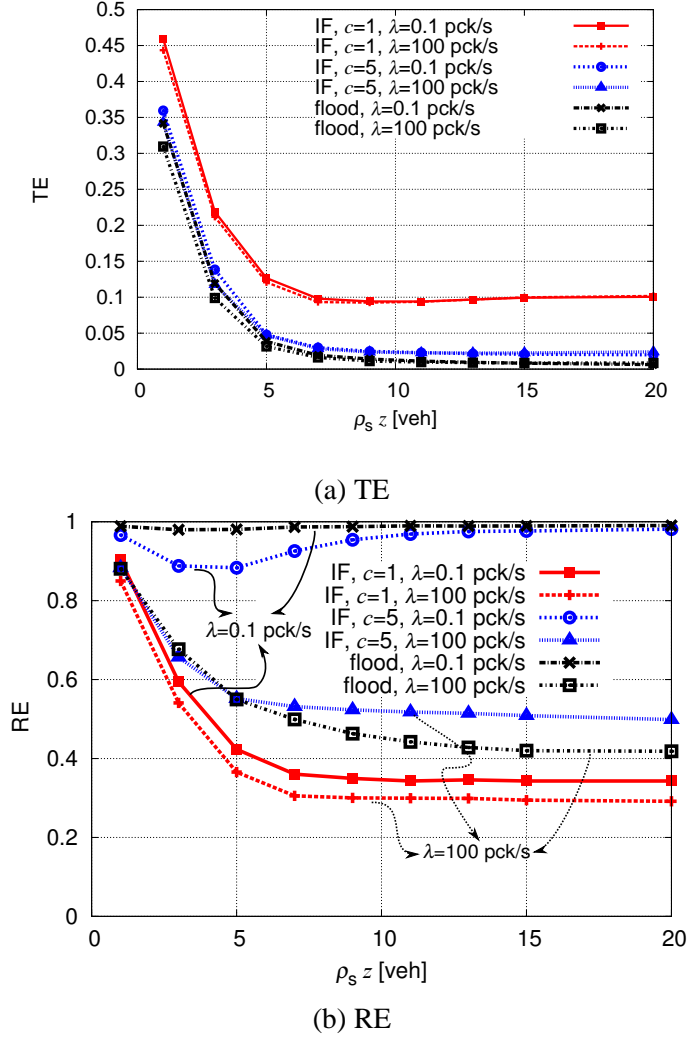 0.5
0.45
0.4
0.35
0.3
0.25
0.2
0.15
0.1
0.05
0
TE
IF, c=1, λ=0.1 pck/s
IF, c=1, λ=100 pck/s
IF, c=5, λ=0.1 pck/s
IF, c=5, λ=100 pck/s
flood, λ=0.1 pck/s
flood, λ=100 pck/s
0 5 10 15 20
ρs z [veh]
(a) TE
1
0.8
0.6
0.4
0.2
0
RE
IF, c=1, λ=0.1 pck/s
IF, c=1, λ=100 pck/s
IF, c=5, λ=0.1 pck/s
IF, c=5, λ=100 pck/s
flood, λ=0.1 pck/s
flood, λ=100 pck/s
λ=0.1 pck/s
λ=100 pck/s
0 5 10 15 20
ρs z [veh]
(b) RE